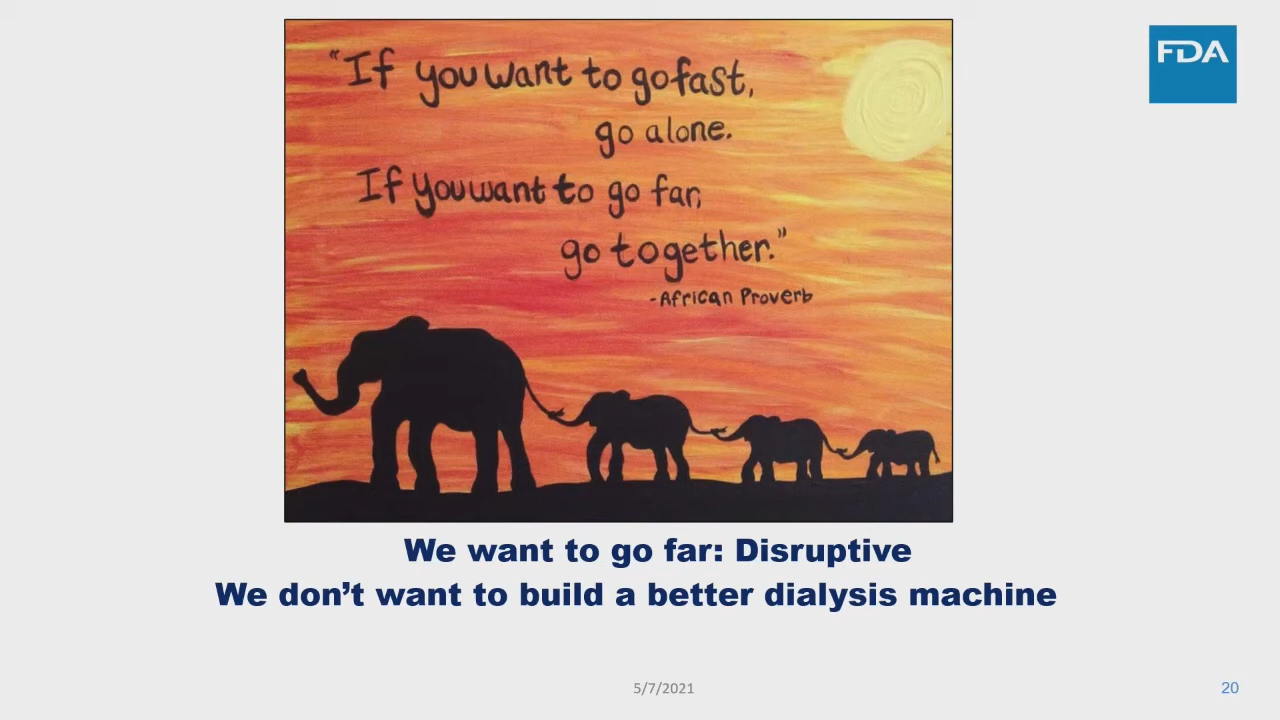 FDA
"If you want to go fast,
go alone.
If you want to go far,
go together."
-African Proverb
We want to go far: Disruptive
We don’t want to build a better dialysis machine
5/7/2021
20